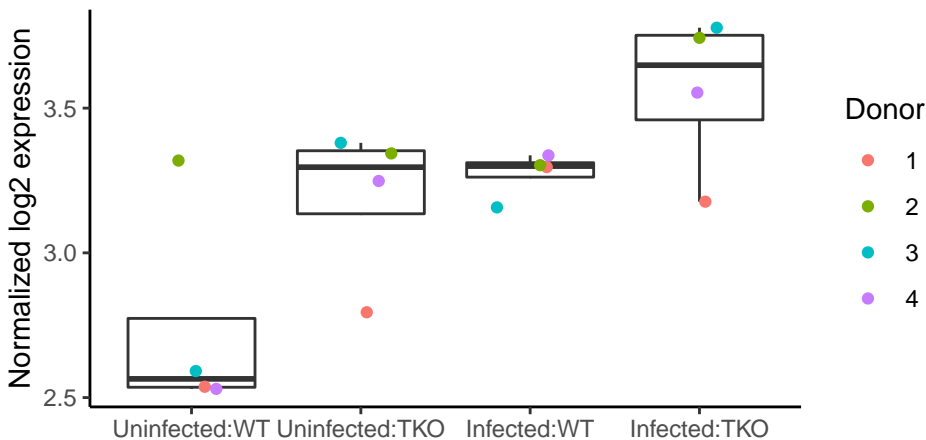 Normalized log2 expression
3.5
3.0
2.5
Uninfected:WT
Uninfected:TKO
Infected:WT
Infected:TKO
Donor
1
2
3
4